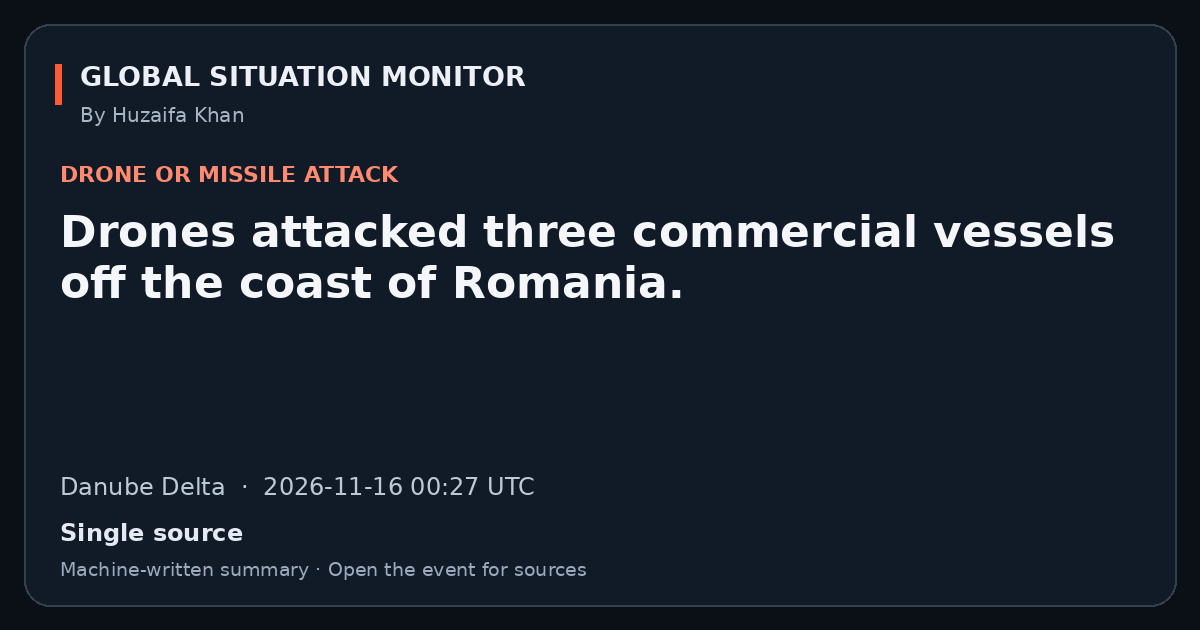 GLOBAL SITUATION MONITOR
By Huzaifa Khan
DRONE OR MISSILE ATTACK
Drones attacked three commercial vessels
off the coast of Romania.
Danube Delta · 2026-11-16 00:27 UTC
Single source
Machine-written summary · Open the event for sources